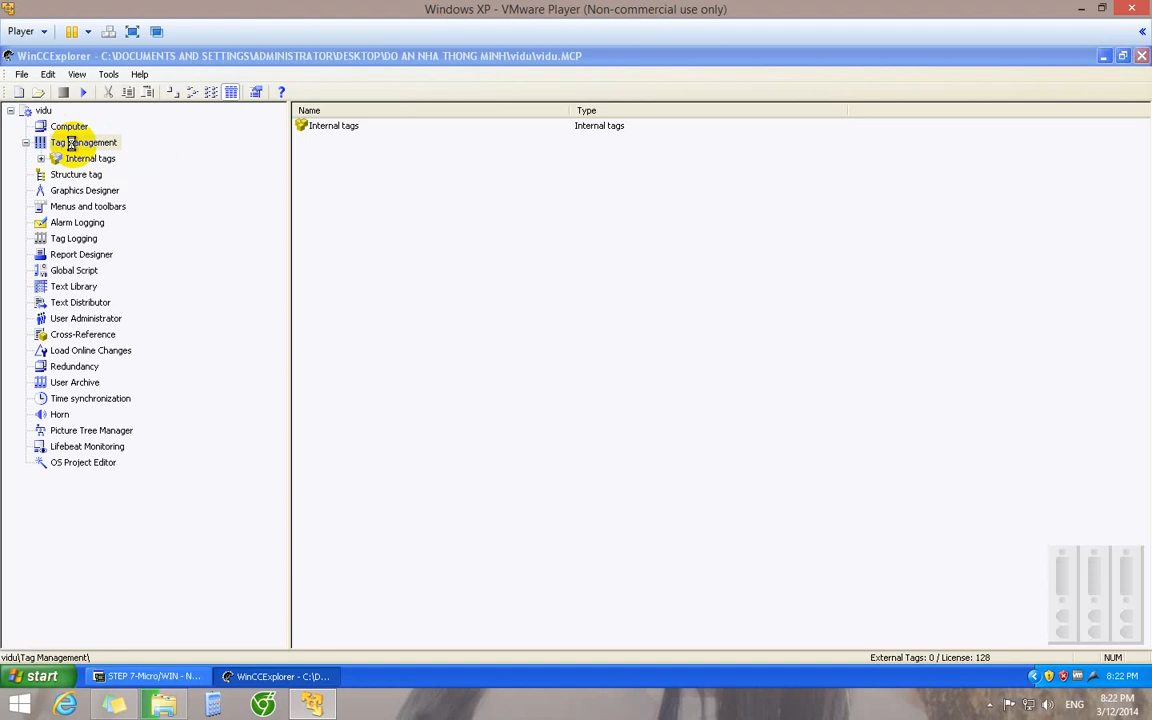 Windows XP - VMware Player (Non-commercial use only)
Player
WinCCExplorer - C:\DOCUMENTS AND SETTINGS\ADMINISTRATOR\DESKTOP\DO AN NHA THONG MINH\vidu\vidu.MCP
File Edit View Tools Help
vidu
Computer
Tag Management
Internal tags
Structure tag
Graphics Designer
Menus and toolbars
Alarm Logging
Tag Logging
Report Designer
Global Script
Text Library
Text Distributor
User Administrator
Cross-Reference
Load Online Changes
Redundancy
User Archive
Time synchronization
Horn
Picture Tree Manager
Lifebeat Monitoring
OS Project Editor
Name Type
Internal tags Internal tags
vidu\Tag Management\ External Tags: 0 / License: 128 NUM
start STEP 7-Micro/WIN - N... WinCCExplorer - C:\D... 8:22 PM
ENG 8:22 PM
3/12/2014